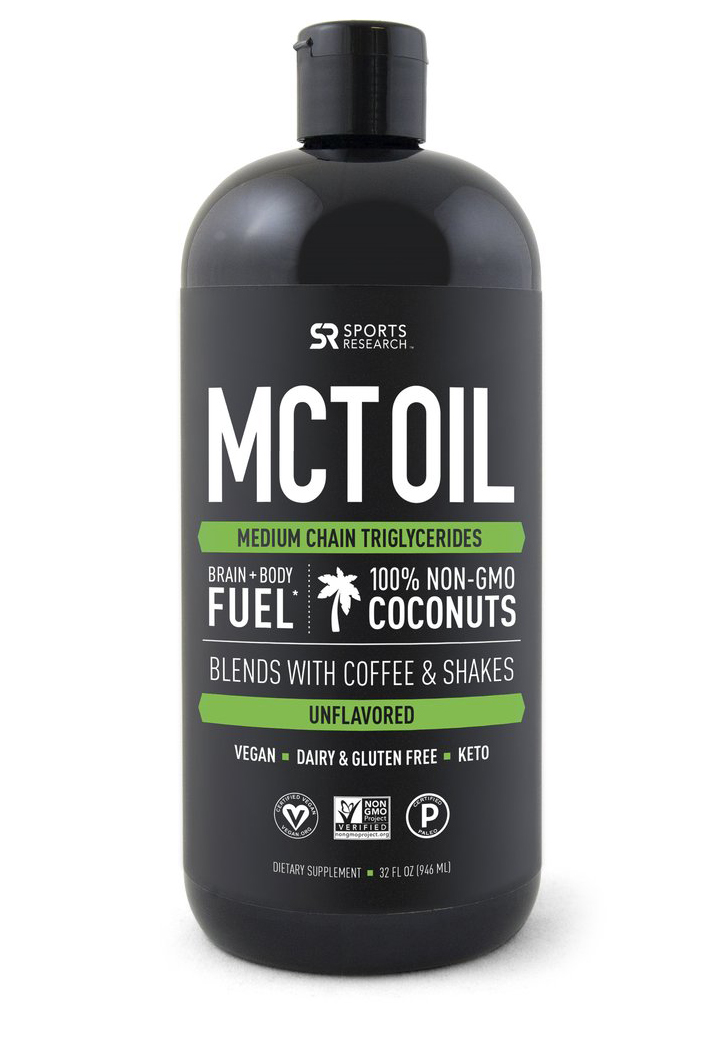 SR SPORTS
RESEARCH™
MCT OIL
MEDIUM CHAIN TRIGLYCERIDES
BRAIN + BODY
FUEL*
100% NON-GMO
COCONUTS
BLENDS WITH COFFEE & SHAKES
UNFLAVORED
VEGAN ▪ DAIRY & GLUTEN FREE ▪ KETO
CERTIFIED VEGAN
V
VEGAN.ORG
NON
GMO
Project
VERIFIED
nongmoproject.org
CERTIFIED
P
PALEO
DIETARY SUPPLEMENT ▪ 32 FL OZ (946 ML)